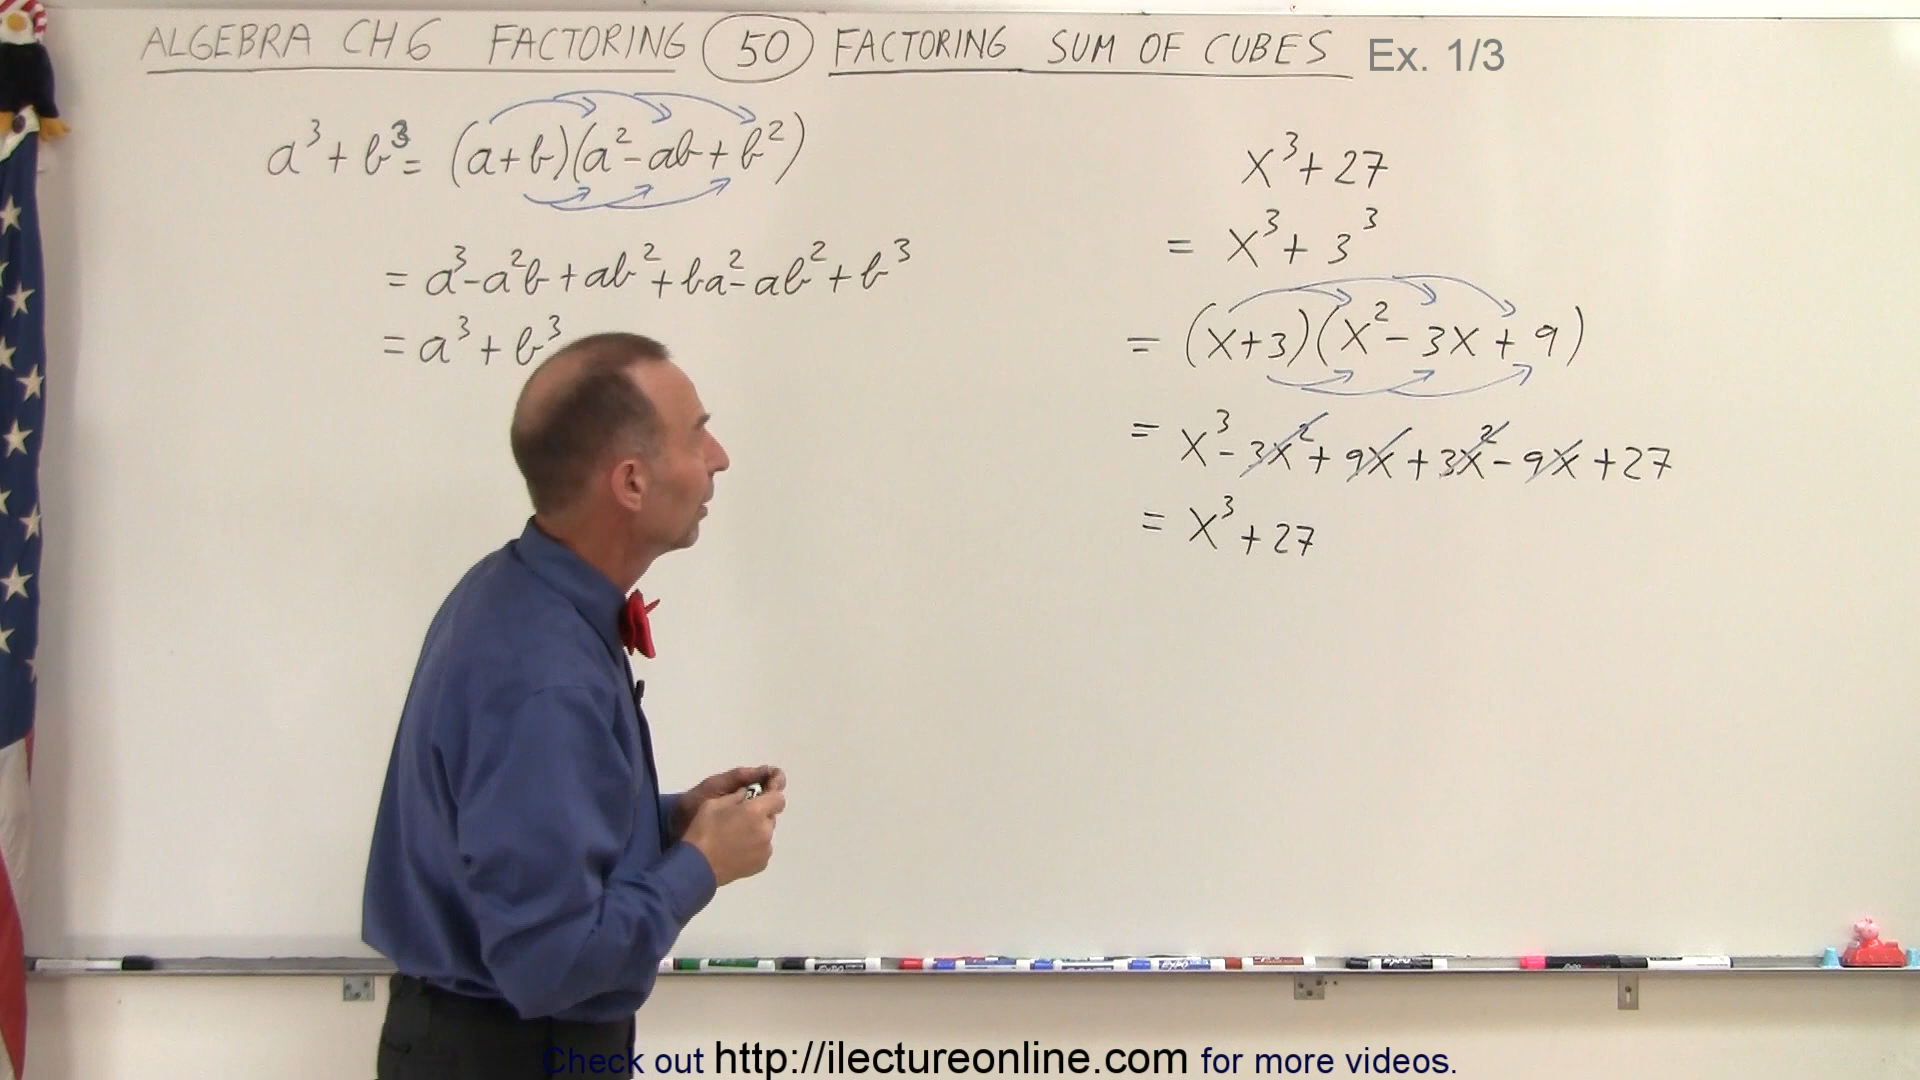 ALGEBRA CH 6 FACTORING 50 FACTORING SUM OF CUBES Ex. 1/3
a³ + b³ = (a+b)(a² - ab + b²)
= a³ - a²b + ab² + ba² - ab² + b³
= a³ + b³
x³ + 27
= x³ + 3³
= (x+3)(x² - 3x + 9)
= x³ - 3x² + 9x + 3x² - 9x + 27
= x³ + 27
Check out http://ilectureonline.com for more videos.